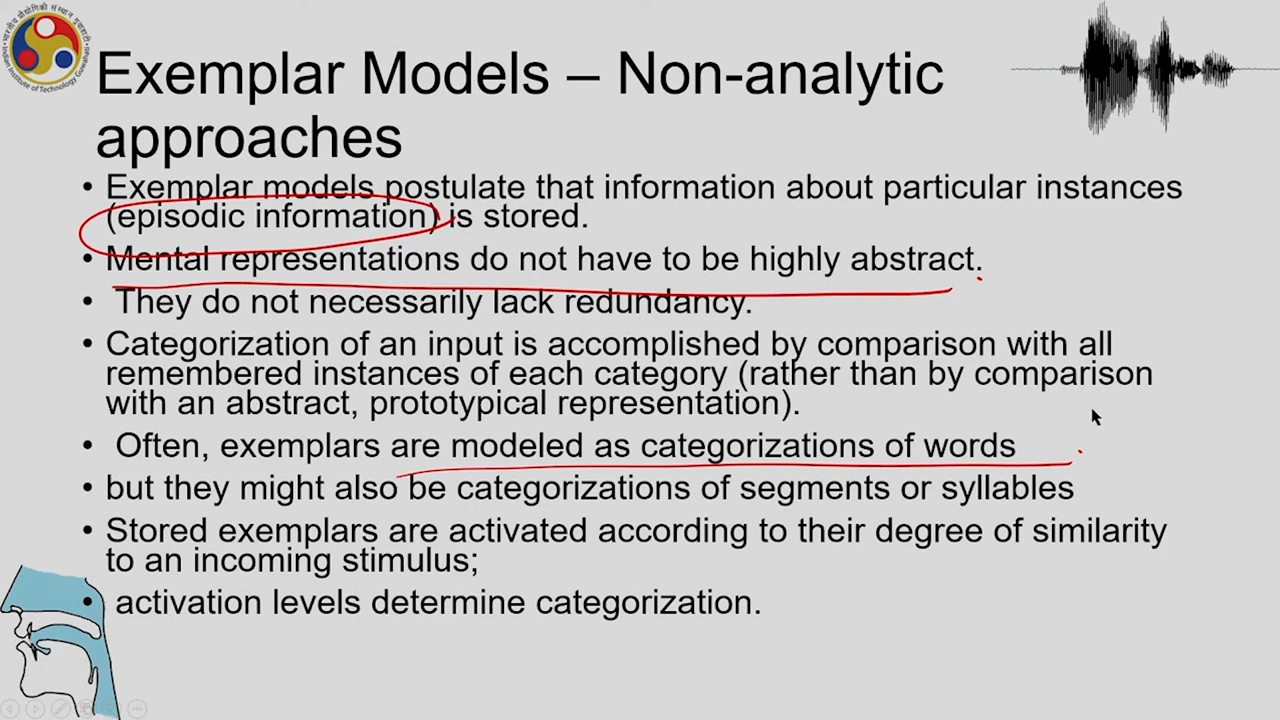 Exemplar Models – Non-analytic
approaches
• Exemplar models postulate that information about particular instances
(episodic information) is stored.
• Mental representations do not have to be highly abstract.
• They do not necessarily lack redundancy.
• Categorization of an input is accomplished by comparison with all
remembered instances of each category (rather than by comparison
with an abstract, prototypical representation).
• Often, exemplars are modeled as categorizations of words
• but they might also be categorizations of segments or syllables
• Stored exemplars are activated according to their degree of similarity
to an incoming stimulus;
• activation levels determine categorization.